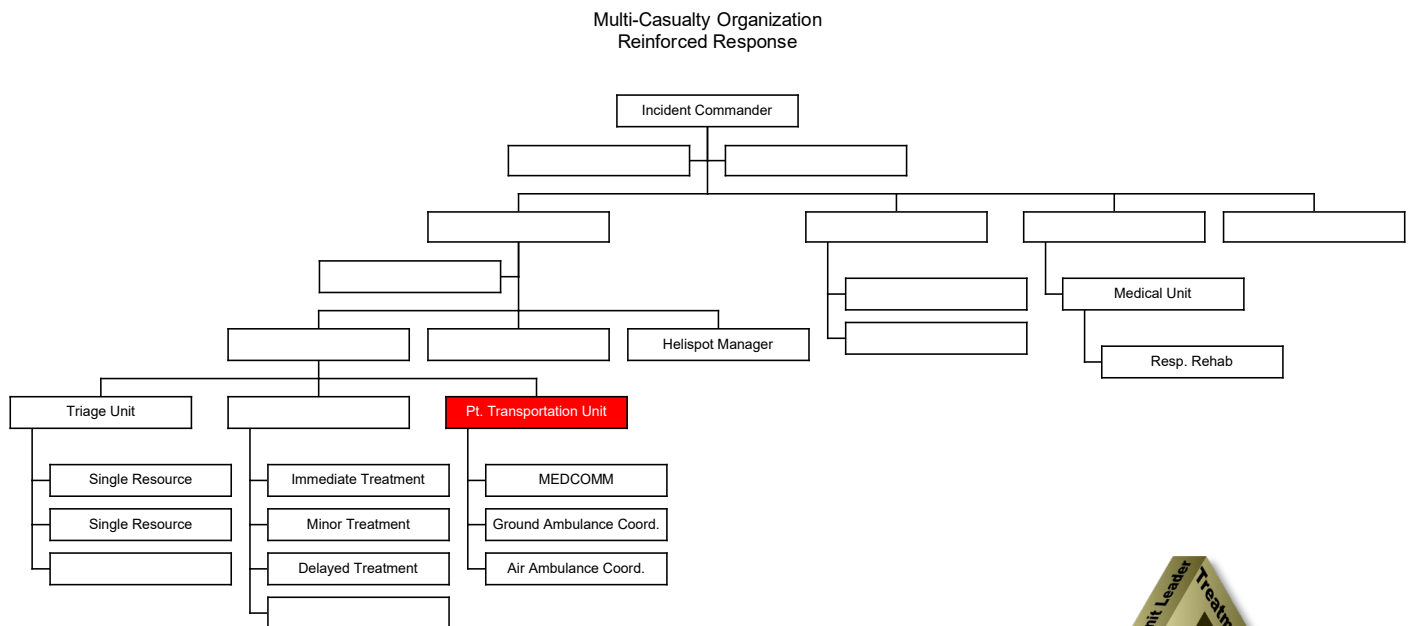 Multi-Casualty Organization
Reinforced Response
Incident Commander
Medical Unit
Helispot Manager
Resp. Rehab
Triage Unit
Pt. Transportation Unit
Single Resource
Immediate Treatment
MEDCOMM
Single Resource
Minor Treatment
Ground Ambulance Coord.
Delayed Treatment
Air Ambulance Coord.
Leader